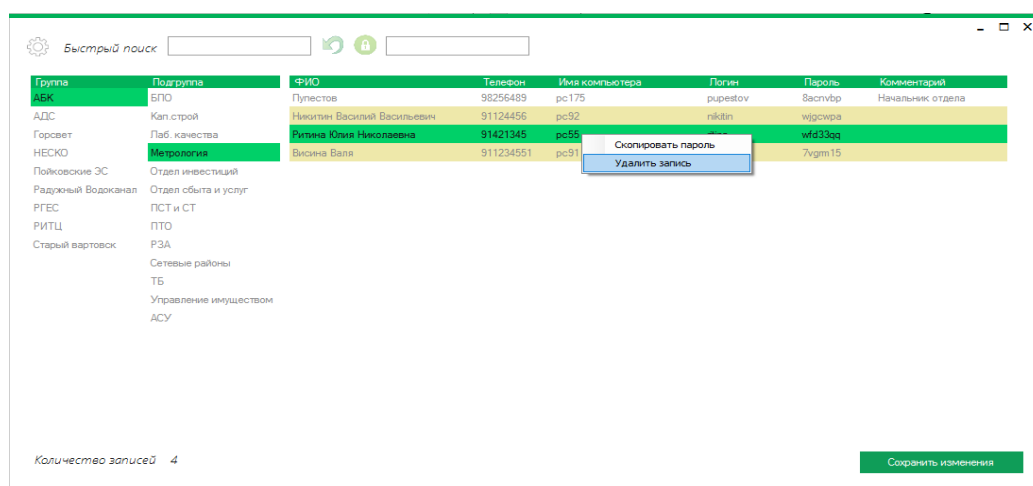 Быстрый поиск
Группа Подгруппа ФИО Телефон Имя компьютера Логин Пароль Комментарий
АБК БПО Пупестов 98256489 pc175 pupestov 8acnvbp Начальник отдела
АДС Кап.строй Никитин Василий Васильевич 91124456 pc92 nikitin wjgcwpa
Горсвет Лаб. качества Ритина Юлия Николаевна 91421345 pc55 wfd33qq
Скопировать пароль
НЕСКО Метрология Висина Валя 911234551 pc91 7vgrm15
Удалить запись
Пойковские ЭС Отдел инвестиций
Радужный Водоканал Отдел сбыта и услуг
РГЕС ПСТ и СТ
РИТЦ ПТО
Старый вартовск РЗА
Сетевые районы
ТБ
Управление имуществом
АСУ
Количество записей 4
Сохранить изменения